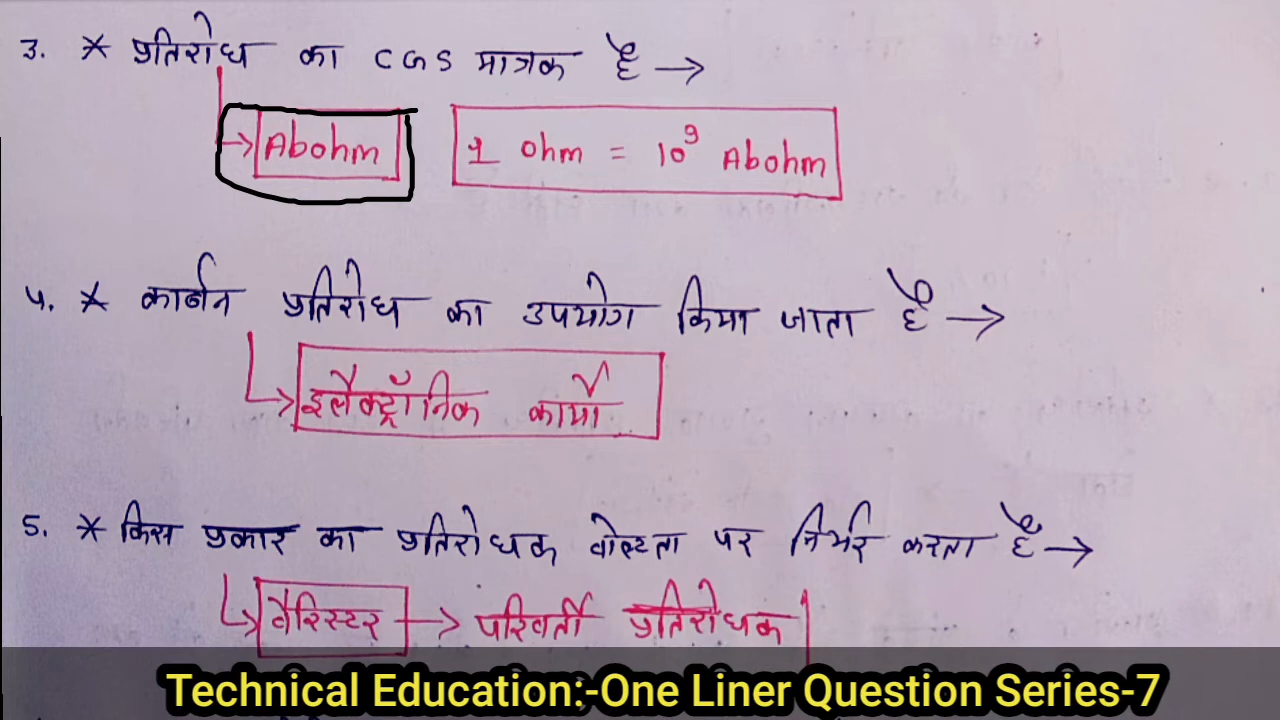 3. * प्रतिरोध का CGS मात्रक है →
→ Abohm 1 ohm = 10⁹ Abohm
4. * कार्बन प्रतिरोध का उपयोग किया जाता है →
→ इलैक्ट्रॉनिक कार्यो
5. * किस प्रकार का प्रतिरोधक वोल्टता पर निर्भर करता है →
→ वैरिस्टर → परिवर्ती प्रतिरोधक
Technical Education:-One Liner Question Series-7